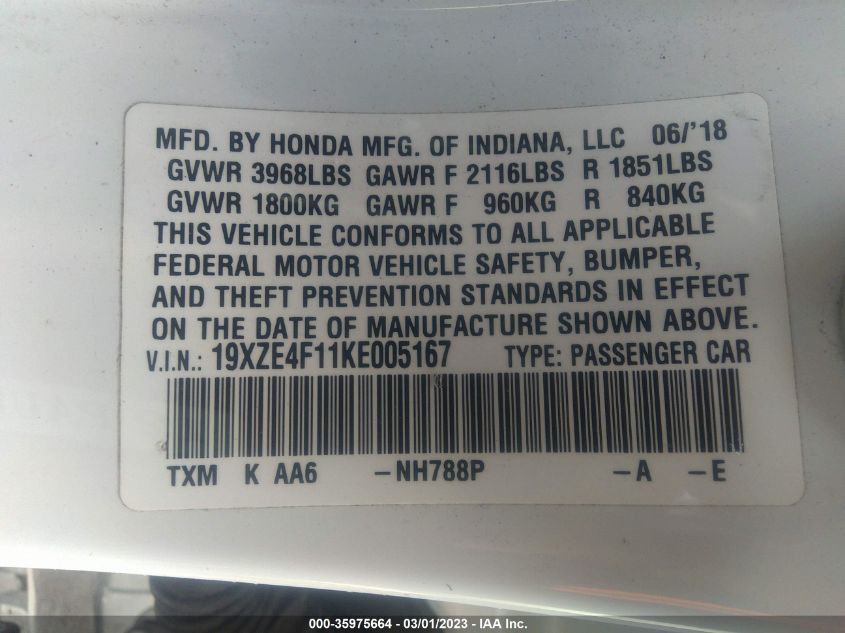 MFD. BY HONDA MFG. OF INDIANA, LLC 06/'18
GVWR 3968LBS GAWR F 2116LBS R 1851LBS
GVWR 1800KG GAWR F 960KG R 840KG
THIS VEHICLE CONFORMS TO ALL APPLICABLE
FEDERAL MOTOR VEHICLE SAFETY, BUMPER,
AND THEFT PREVENTION STANDARDS IN EFFECT
ON THE DATE OF MANUFACTURE SHOWN ABOVE.
V.I.N.: 19XZE4F11KE005167 TYPE: PASSENGER CAR
TXM K AA6 –NH788P –A –E
000-35975664 - 03/01/2023 - IAA Inc.